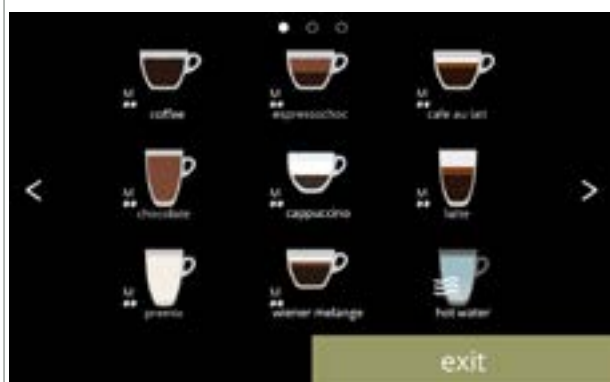 M
coffee
M
espressochoc
M
cafe au lait
M
chocolate
M
cappuccino
M
latte
<
>
M
M
wiener melange
hot water
exit